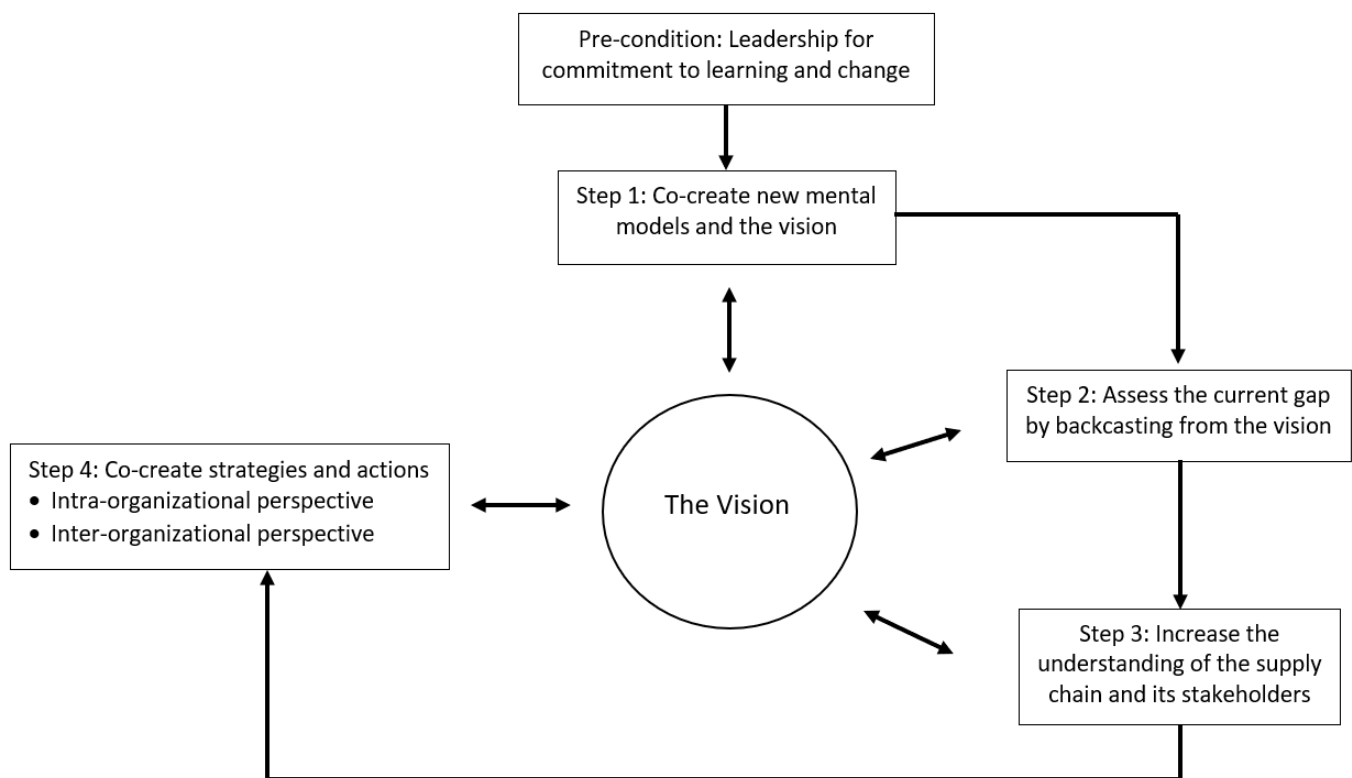 Pre-condition: Leadership for
commitment to learning and change
Step 1: Co-create new mental
models and the vision
Step 2: Assess the current gap
by backcasting from the vision
Step 3: Increase the
understanding of the supply
chain and its stakeholders
Step 4: Co-create strategies and actions
• Intra-organizational perspective
• Inter-organizational perspective
The Vision